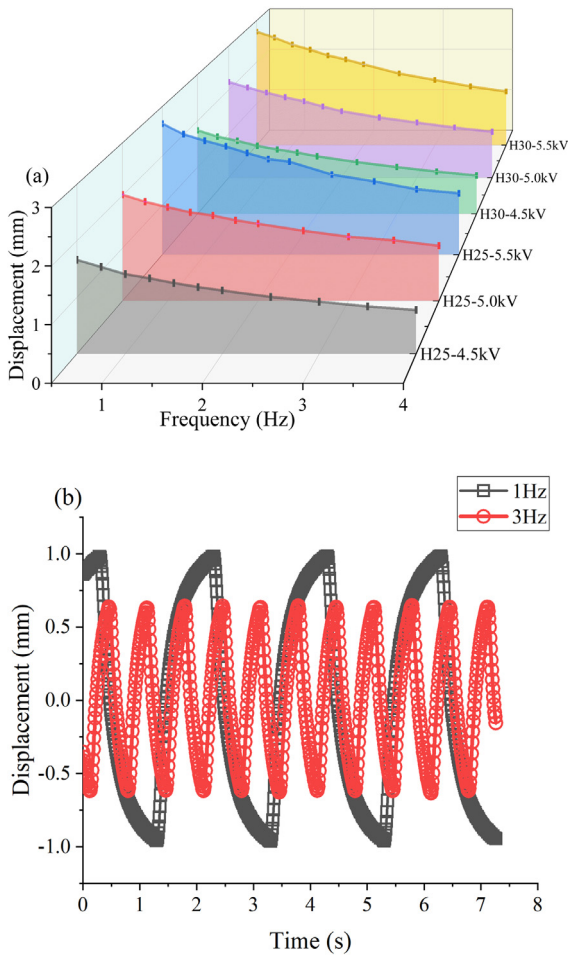 (a)
Displacement (mm)
3
2
1
0
1
2
3
4
Frequency (Hz)
H30-5.5kV
H30-5.0kV
H30-4.5kV
H25-5.5kV
H25-5.0kV
H25-4.5kV
(b)
1Hz
3Hz
Displacement (mm)
1.0
0.5
0.0
-0.5
-1.0
0
1
2
3
4
5
6
7
8
Time (s)